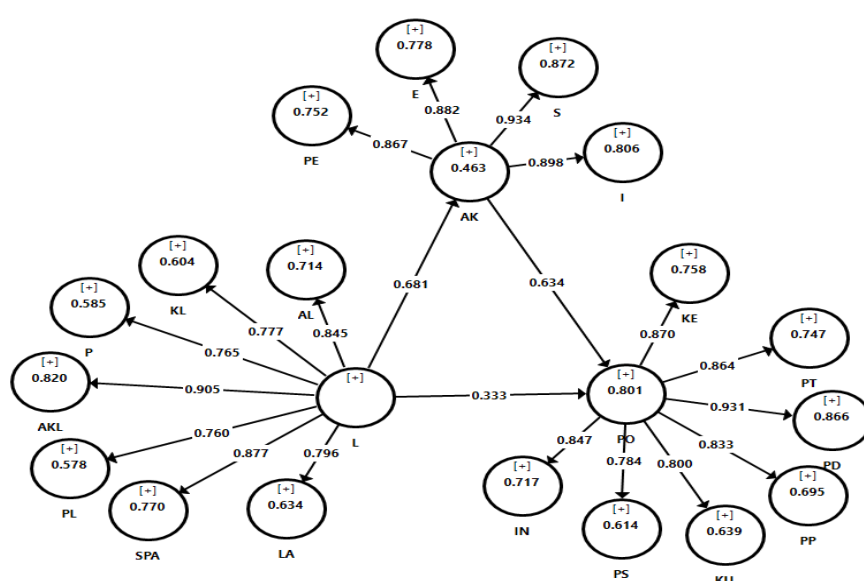 [+]
0.778
E
[+]
0.872
S
[+]
0.752
PE
0.882
0.934
0.867
[+]
0.463
AK
0.898
[+]
0.806
I
[+]
0.604
KL
[+]
0.714
AL
[+]
0.585
P
0.681
0.634
[+]
0.758
KE
0.777
0.845
0.765
0.870
[+]
0.747
PT
0.864
[+]
0.820
AKL
0.905
[+]
L
0.333
[+]
0.801
PO
0.931
[+]
0.866
PD
0.760
0.877
0.796
0.847
0.784
0.800
0.833
[+]
0.578
PL
[+]
0.770
SPA
[+]
0.634
LA
[+]
0.717
IN
[+]
0.614
PS
[+]
0.639
KU
[+]
0.695
PP